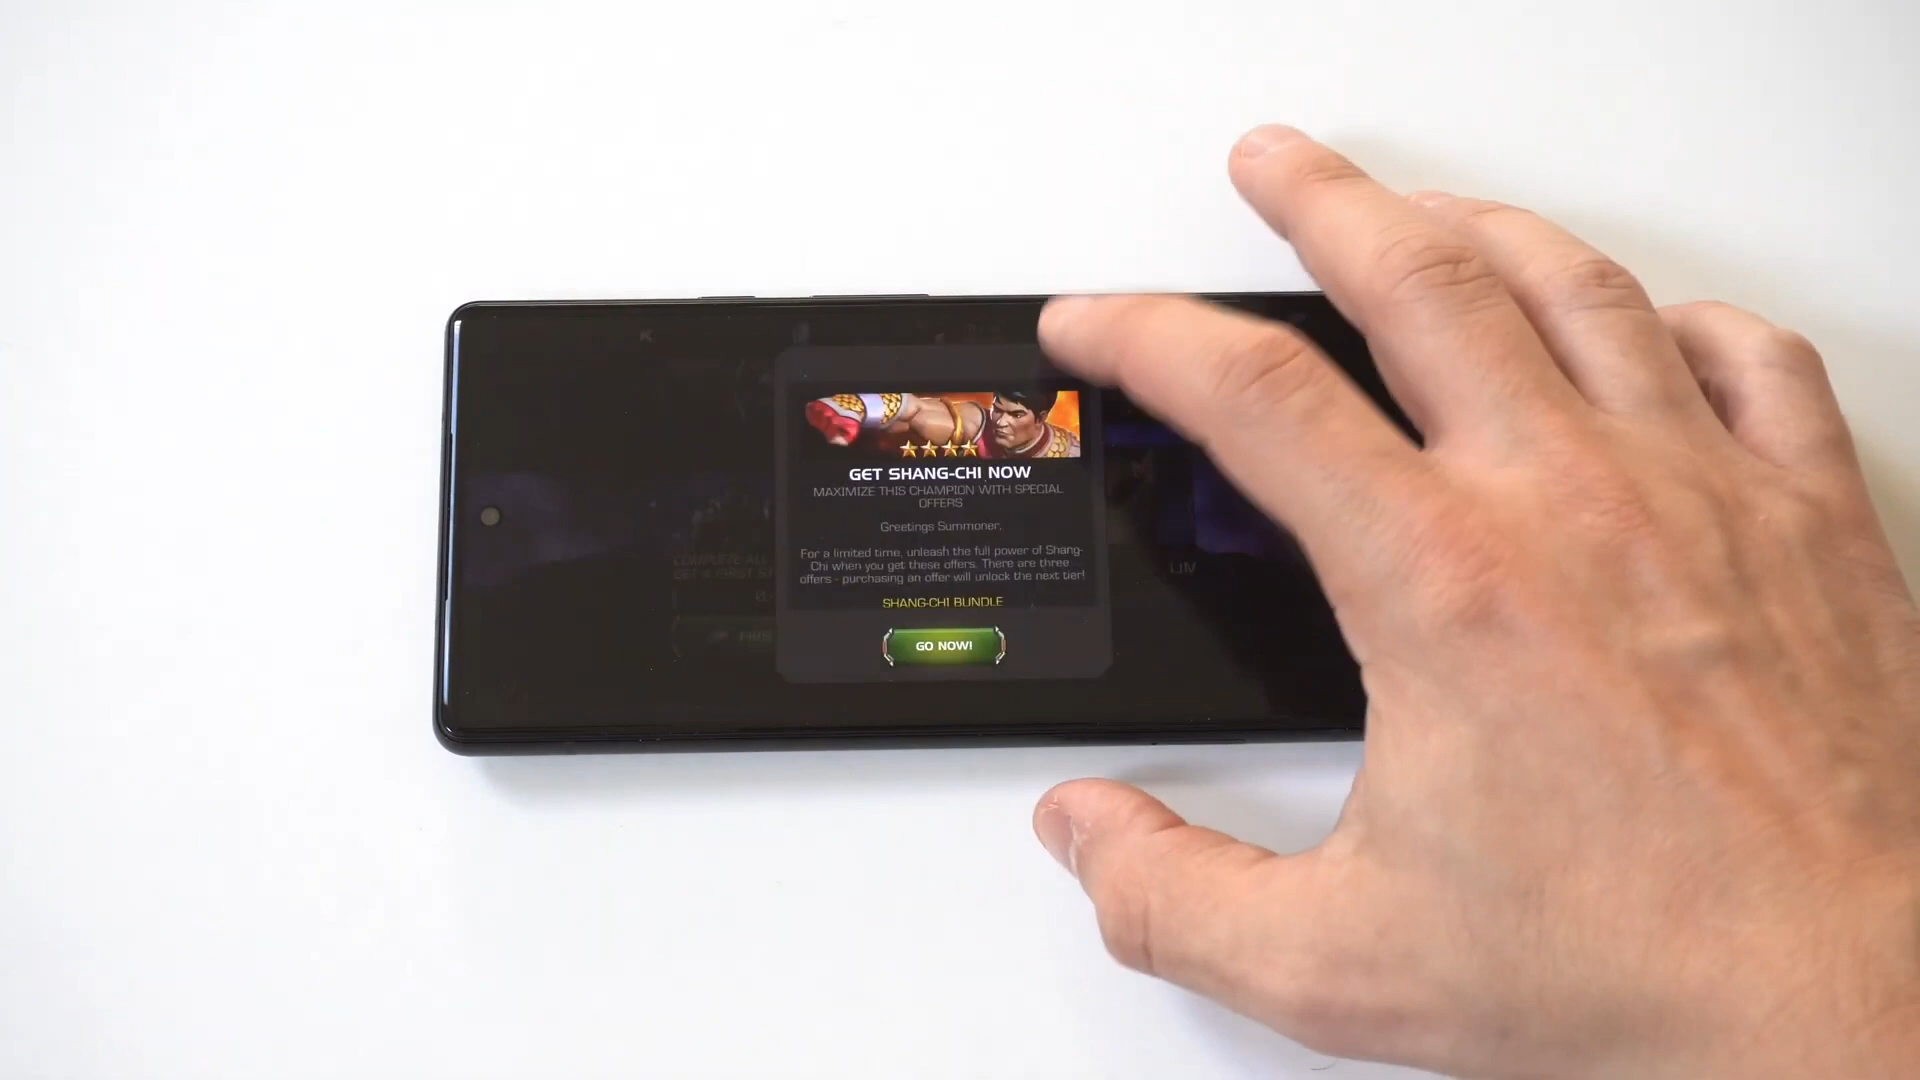 GET SHANG-CHI NOW
MAXIMIZE THIS CHAMPION WITH SPECIAL
OFFERS
Greetings Summoner,
For a limited time, unleash the full power of Shang-
Chi when you get these offers. There are three
offers - purchasing an offer will unlock the next tier!
SHANG-CHI BUNDLE
GO NOW!
COMPLETE ALL